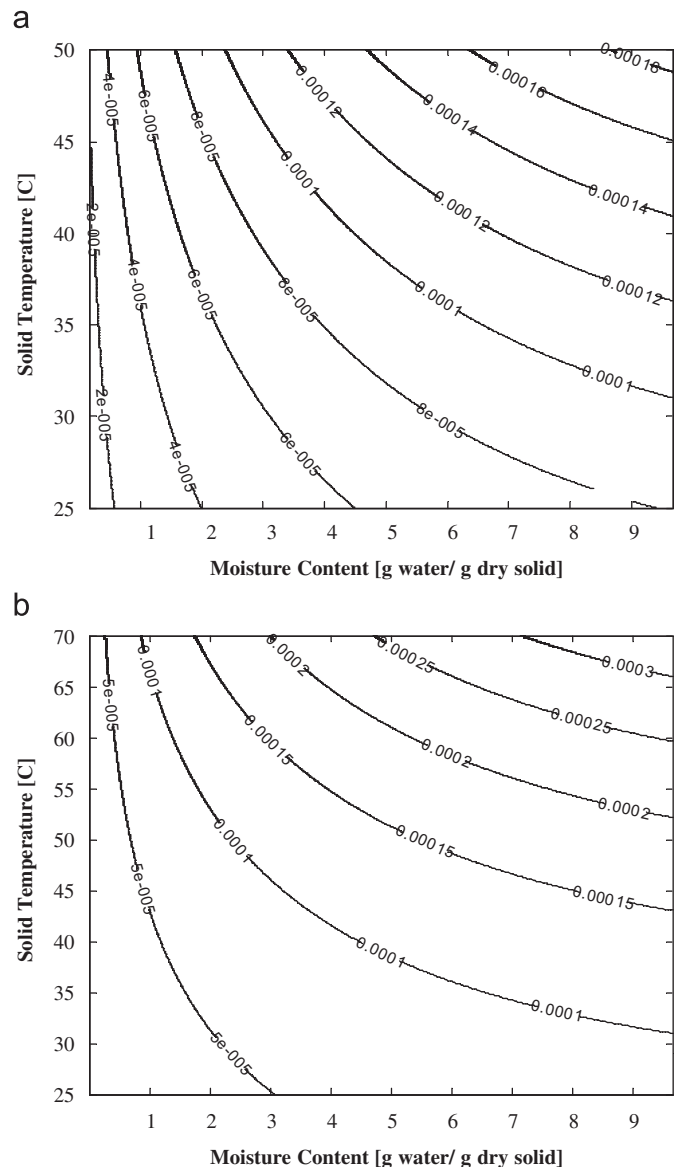 a
50
45
40
35
30
25
Solid Temperature [C]
4e-005
6e-005
8e-005
0.00012
0.00014
0.00016
0.00018
2e-005
4e-005
6e-005
8e-005
0.0001
0.00012
0.00014
2e-005
4e-005
6e-005
8e-005
0.0001
0.0001
0.00012
1 2 3 4 5 6 7 8 9
Moisture Content [g water/ g dry solid]
b
70
65
60
55
50
45
40
35
30
25
Solid Temperature [C]
5e-005
0.0001
0.00015
0.0002
0.00025
0.0003
0.00025
0.0002
0.0002
5e-005
0.0001
0.00015
0.00015
0.0001
0.0001
5e-005
1 2 3 4 5 6 7 8 9
Moisture Content [g water/ g dry solid]